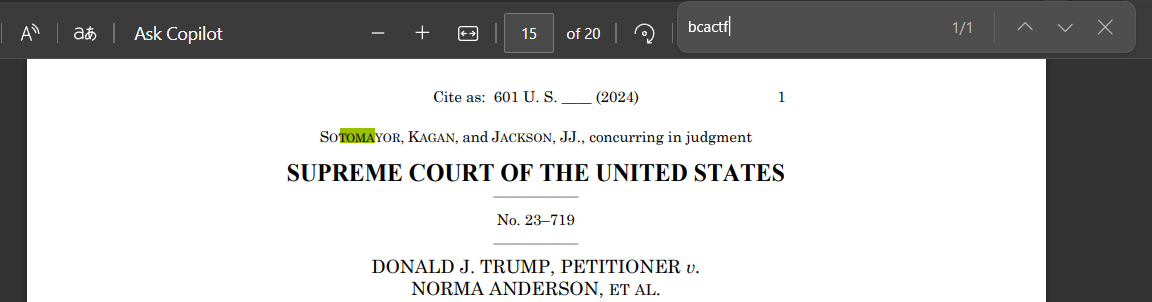 A aあ Ask Copilot 15 of 20 bcactf 1/1
Cite as: 601 U. S. ____ (2024) 1
SOTOMAYOR, KAGAN, and JACKSON, JJ., concurring in judgment
SUPREME COURT OF THE UNITED STATES
No. 23–719
DONALD J. TRUMP, PETITIONER v.
NORMA ANDERSON, ET AL.